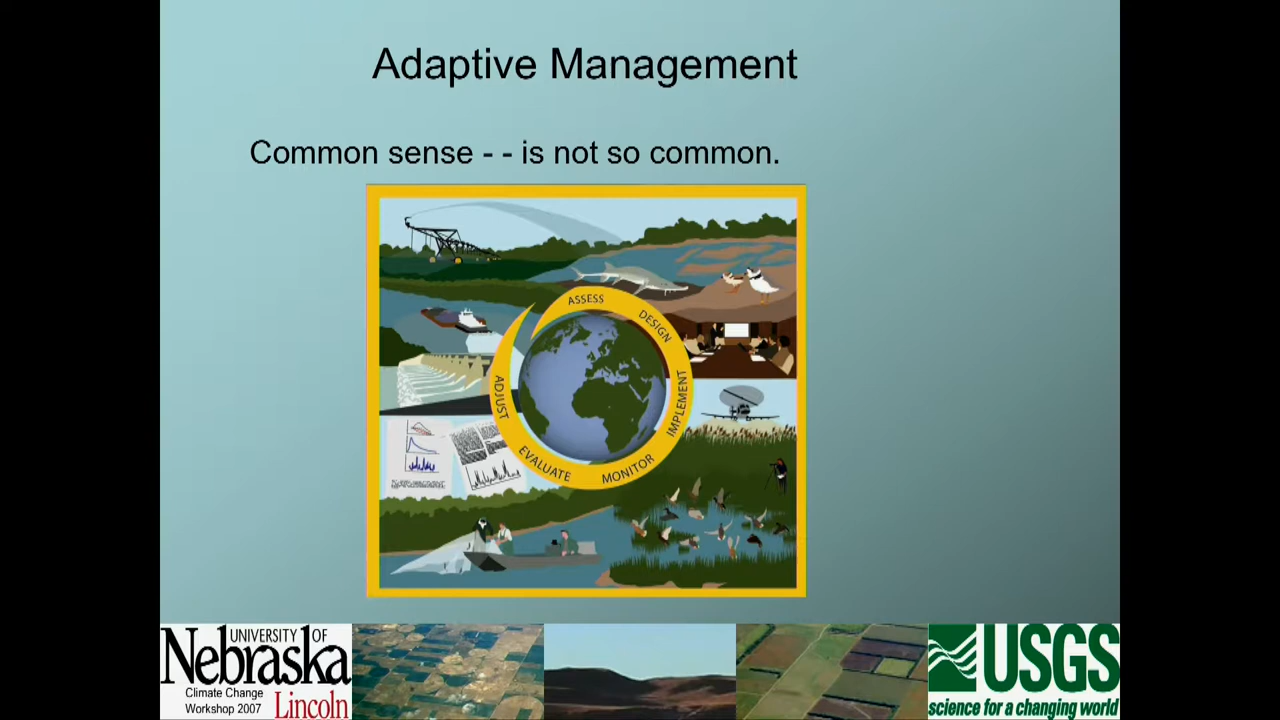 Adaptive Management
Common sense - - is not so common.
ASSESS
DESIGN
IMPLEMENT
MONITOR
EVALUATE
ADJUST
UNIVERSITY OF
Nebraska
Lincoln
Climate Change
Workshop 2007
USGS
science for a changing world